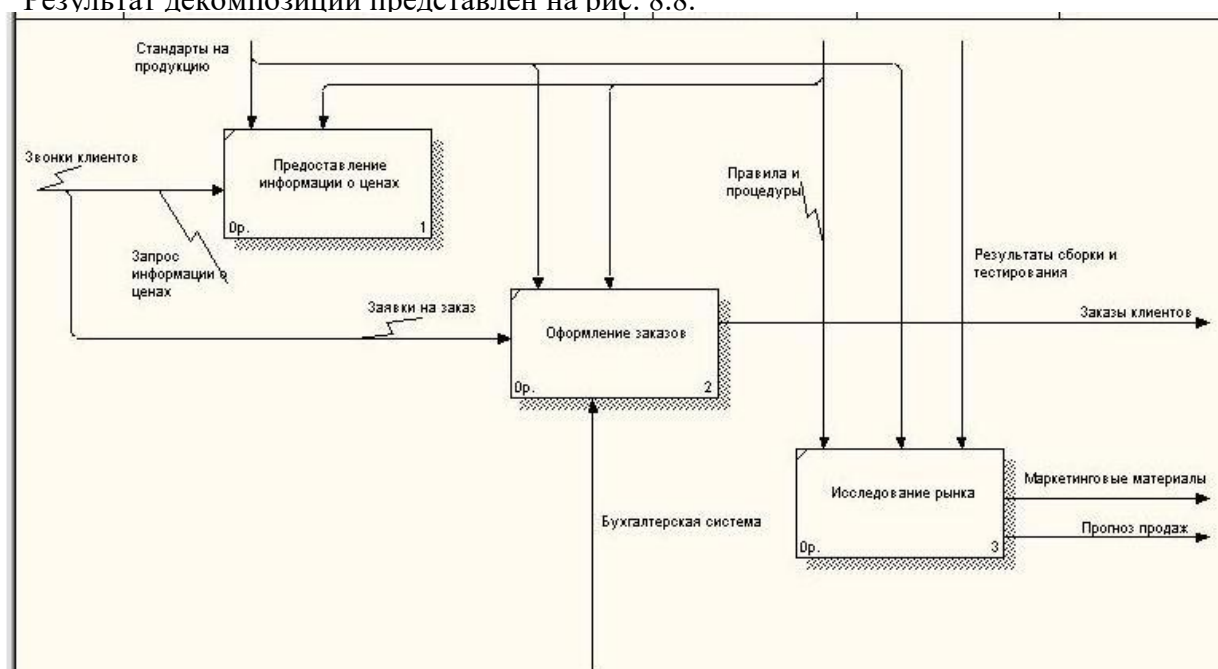 Результат декомпозиции представлен на рис. 8.8.
Стандарты на
продукцию
Звонки клиентов
Предоставление
информации о ценах
0р.
1
Правила и
процедуры
Запрос
информации о
ценах
Результаты сборки и
тестирования
Заявки на заказ
Оформление заказов
0р.
2
Заказы клиентов
Исследование рынка
0р.
3
Маркетинговые материалы
Прогноз продаж
Бухгалтерская система